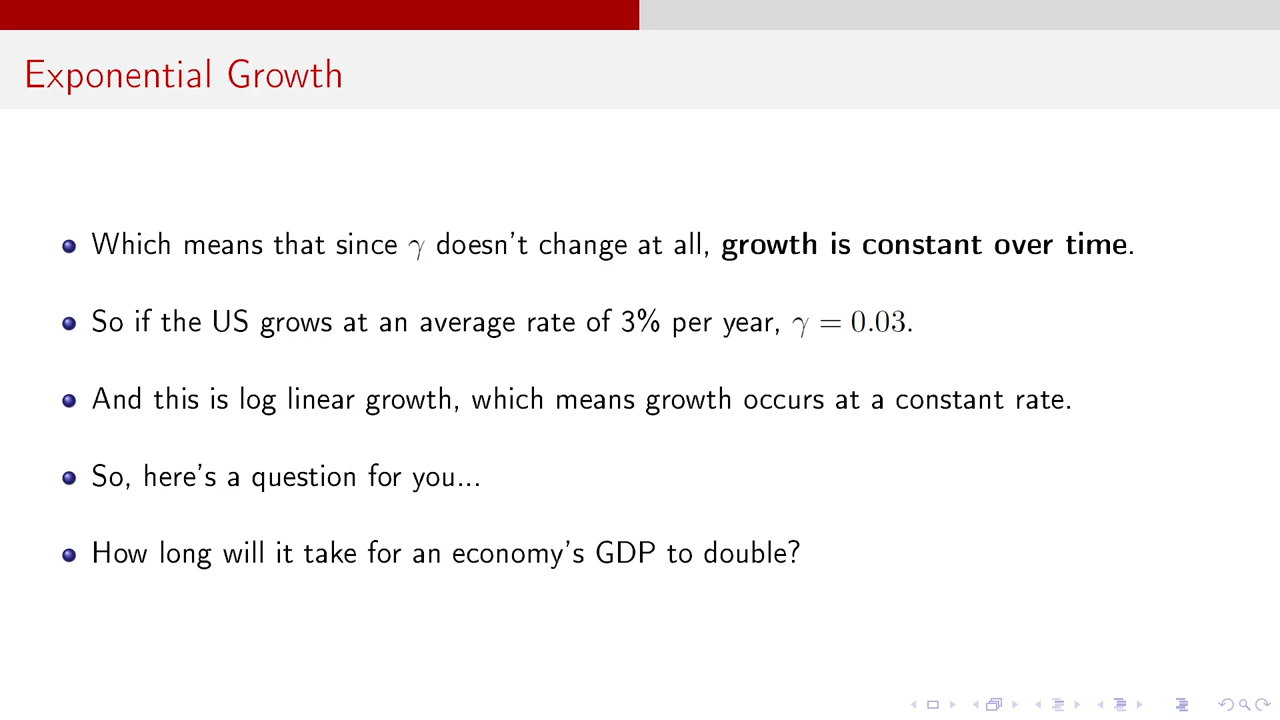 Exponential Growth
Which means that since γ doesn't change at all, growth is constant over time.
So if the US grows at an average rate of 3% per year, γ = 0.03.
And this is log linear growth, which means growth occurs at a constant rate.
So, here's a question for you...
How long will it take for an economy's GDP to double?